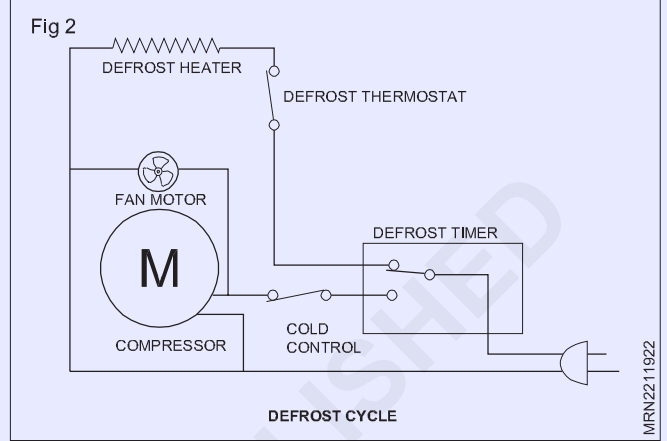 Fig 2
DEFROST HEATER
DEFROST THERMOSTAT
FAN MOTOR
DEFROST TIMER
M
COLD
CONTROL
COMPRESSOR
DEFROST CYCLE
MRN2211922